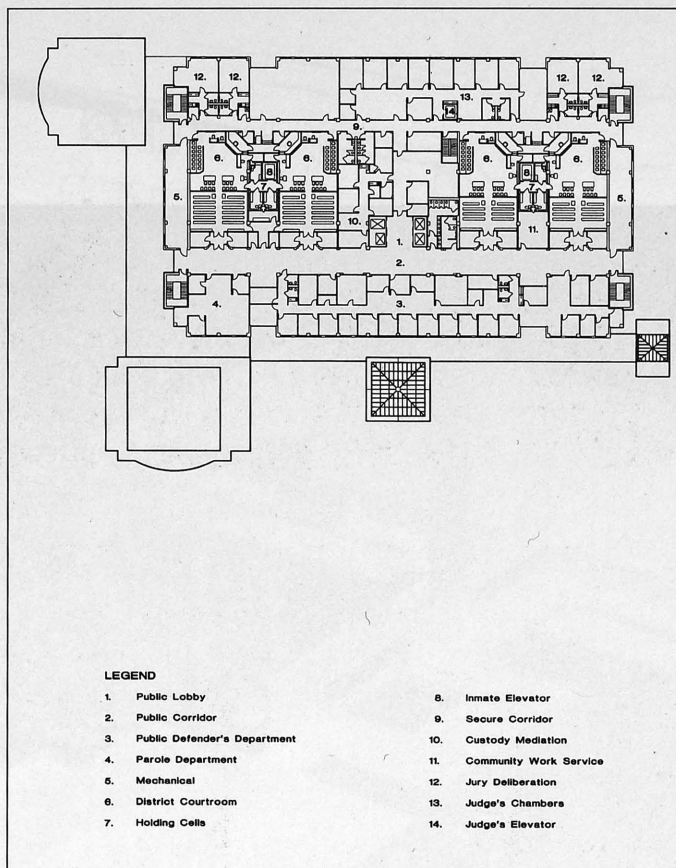 12. 12. 12. 12.
13.
14.
9.
6. 6. 6. 6.
8 8
7 7
5. 5.
10. 11.
1.
2.
4. 3.
LEGEND
1. Public Lobby
2. Public Corridor
3. Public Defender's Department
4. Parole Department
5. Mechanical
6. District Courtroom
7. Holding Cells
8. Inmate Elevator
9. Secure Corridor
10. Custody Mediation
11. Community Work Service
12. Jury Deliberation
13. Judge's Chambers
14. Judge's Elevator